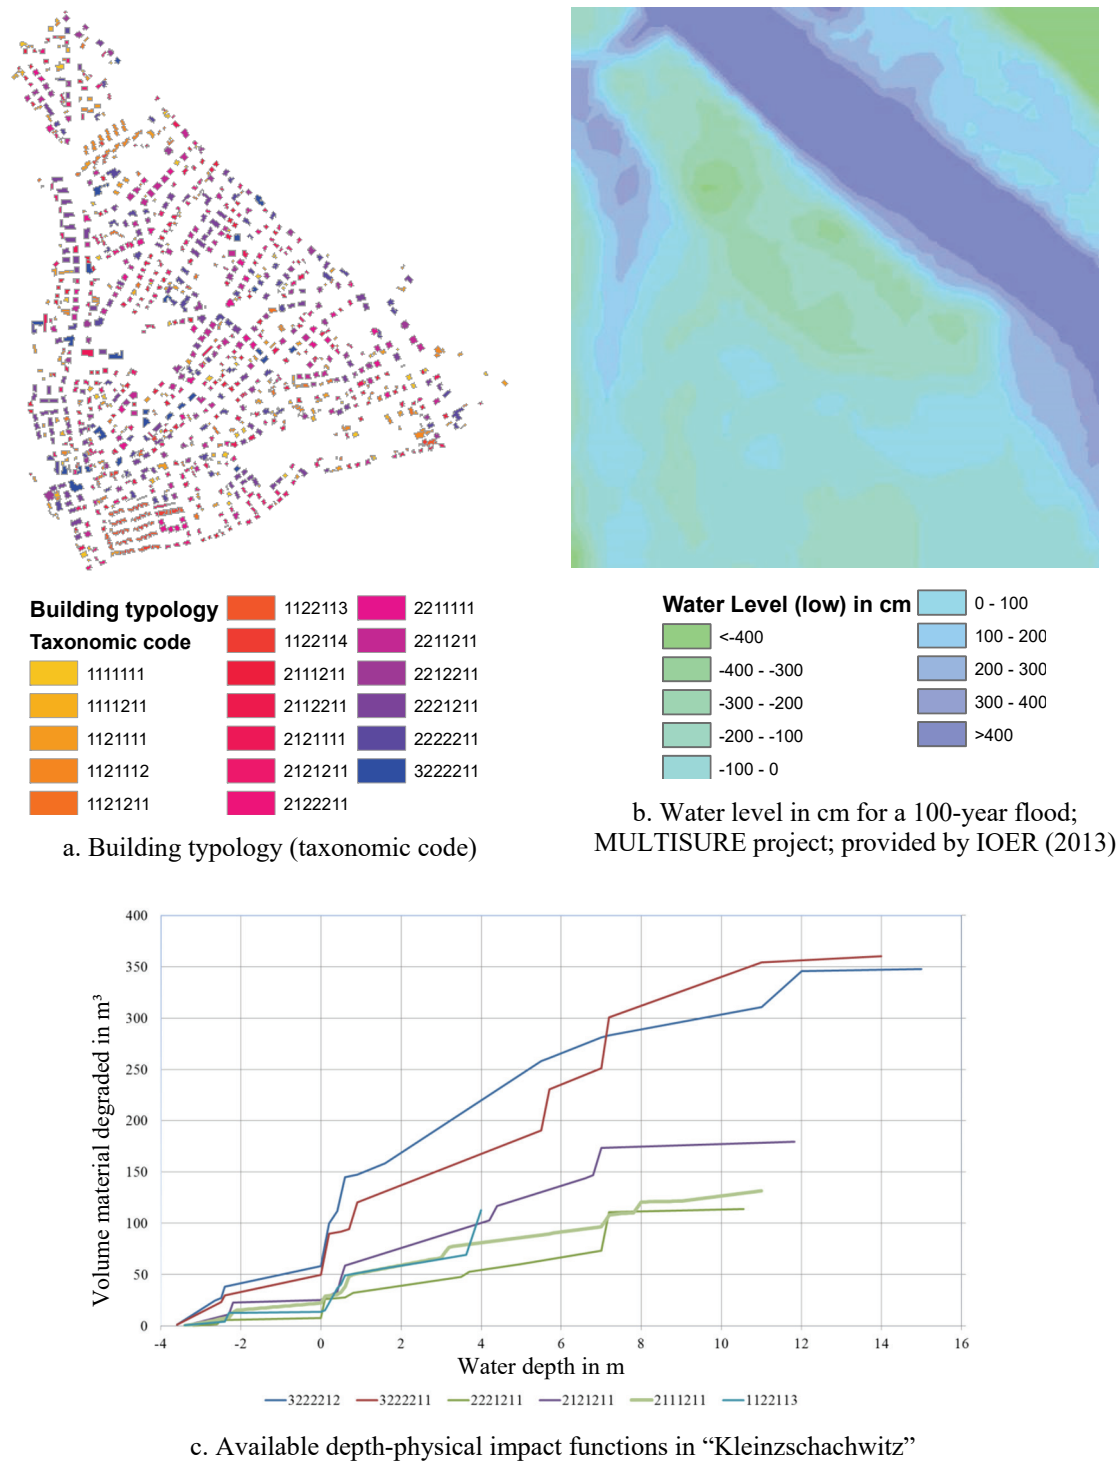 Building typology
Taxonomic code
1111111
1111211
1121111
1121112
1121211
1122113
1122114
2111211
2112211
2121111
2121211
2122211
2211111
2211211
2212211
2221211
2222211
3222211
a. Building typology (taxonomic code)
Water Level (low) in cm
<-400
-400 - -300
-300 - -200
-200 - -100
-100 - 0
0 - 100
100 - 200
200 - 300
300 - 400
>400
b. Water level in cm for a 100-year flood;
MULTISURE project; provided by IOER (2013)
Volume material degraded in m³
400
350
300
250
200
150
100
50
0
-4 -2 0 2 4 6 8 10 12 14 16
Water depth in m
3222212 3222211 2221211 2121211 2111211 1122113
c. Available depth-physical impact functions in “Kleinzschachwitz”